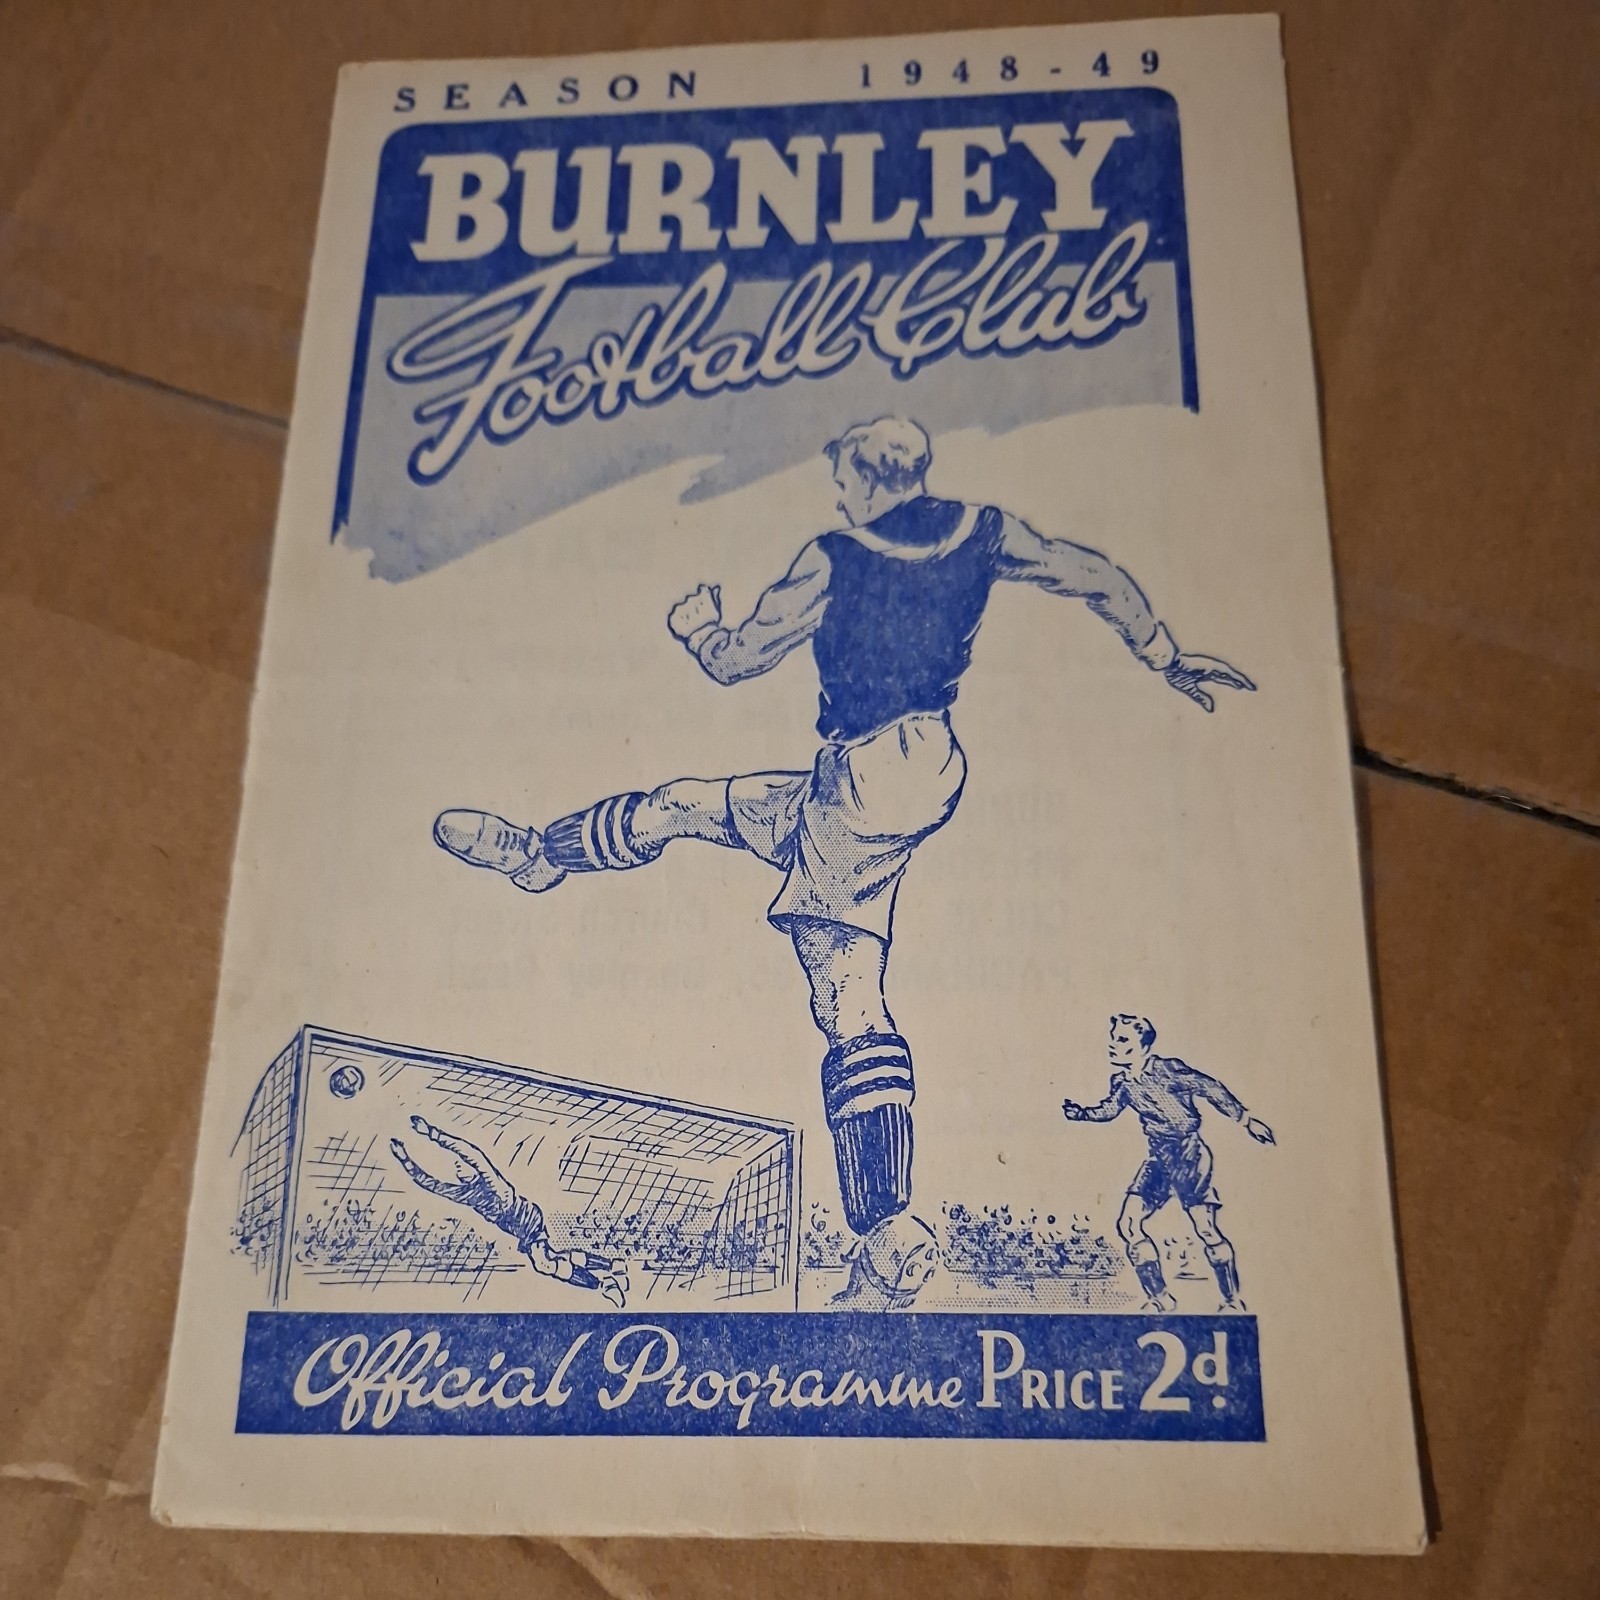 SEASON 1948-49
BURNLEY
Football Club
Official Programme PRICE 2d.